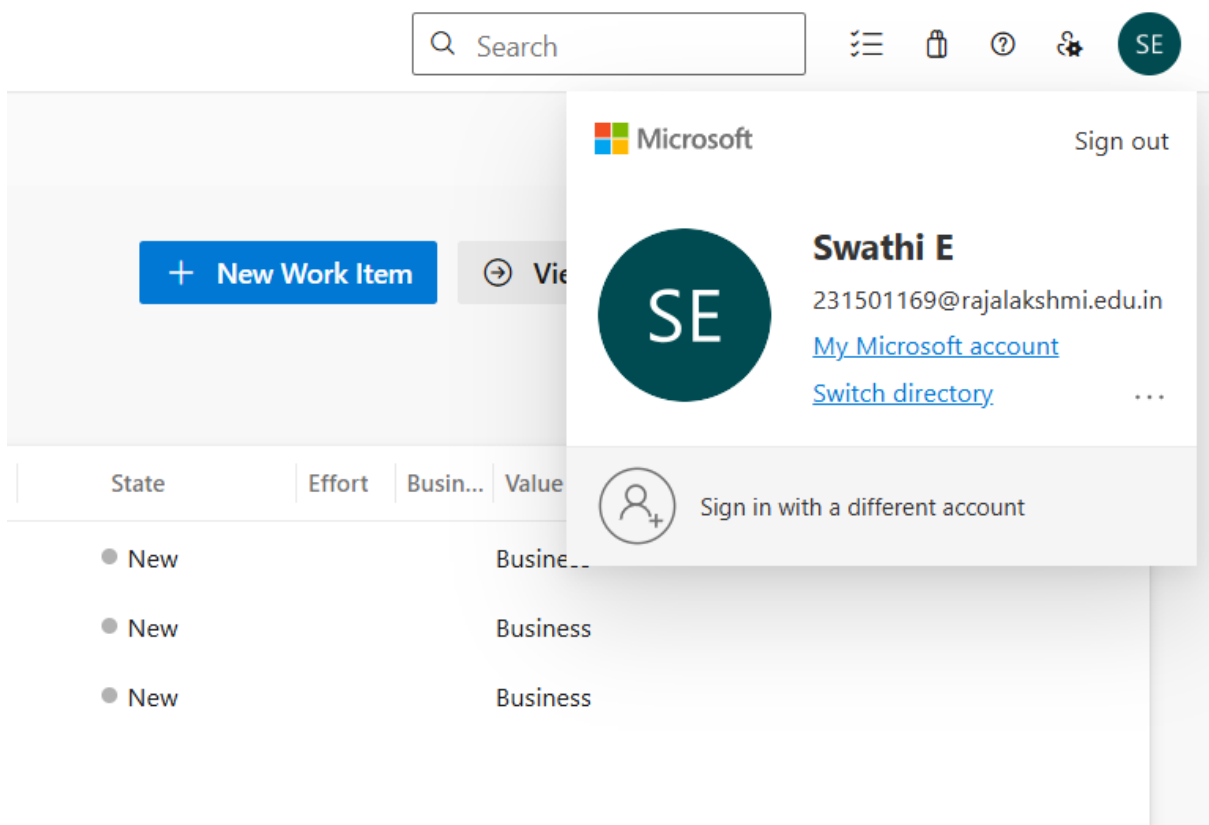 Search
SE
Microsoft
Sign out
Swathi E
SE
231501169@rajalakshmi.edu.in
My Microsoft account
Switch directory
...
+ New Work Item
State Effort Busin... Value
Sign in with a different account
New
New Business
New Business